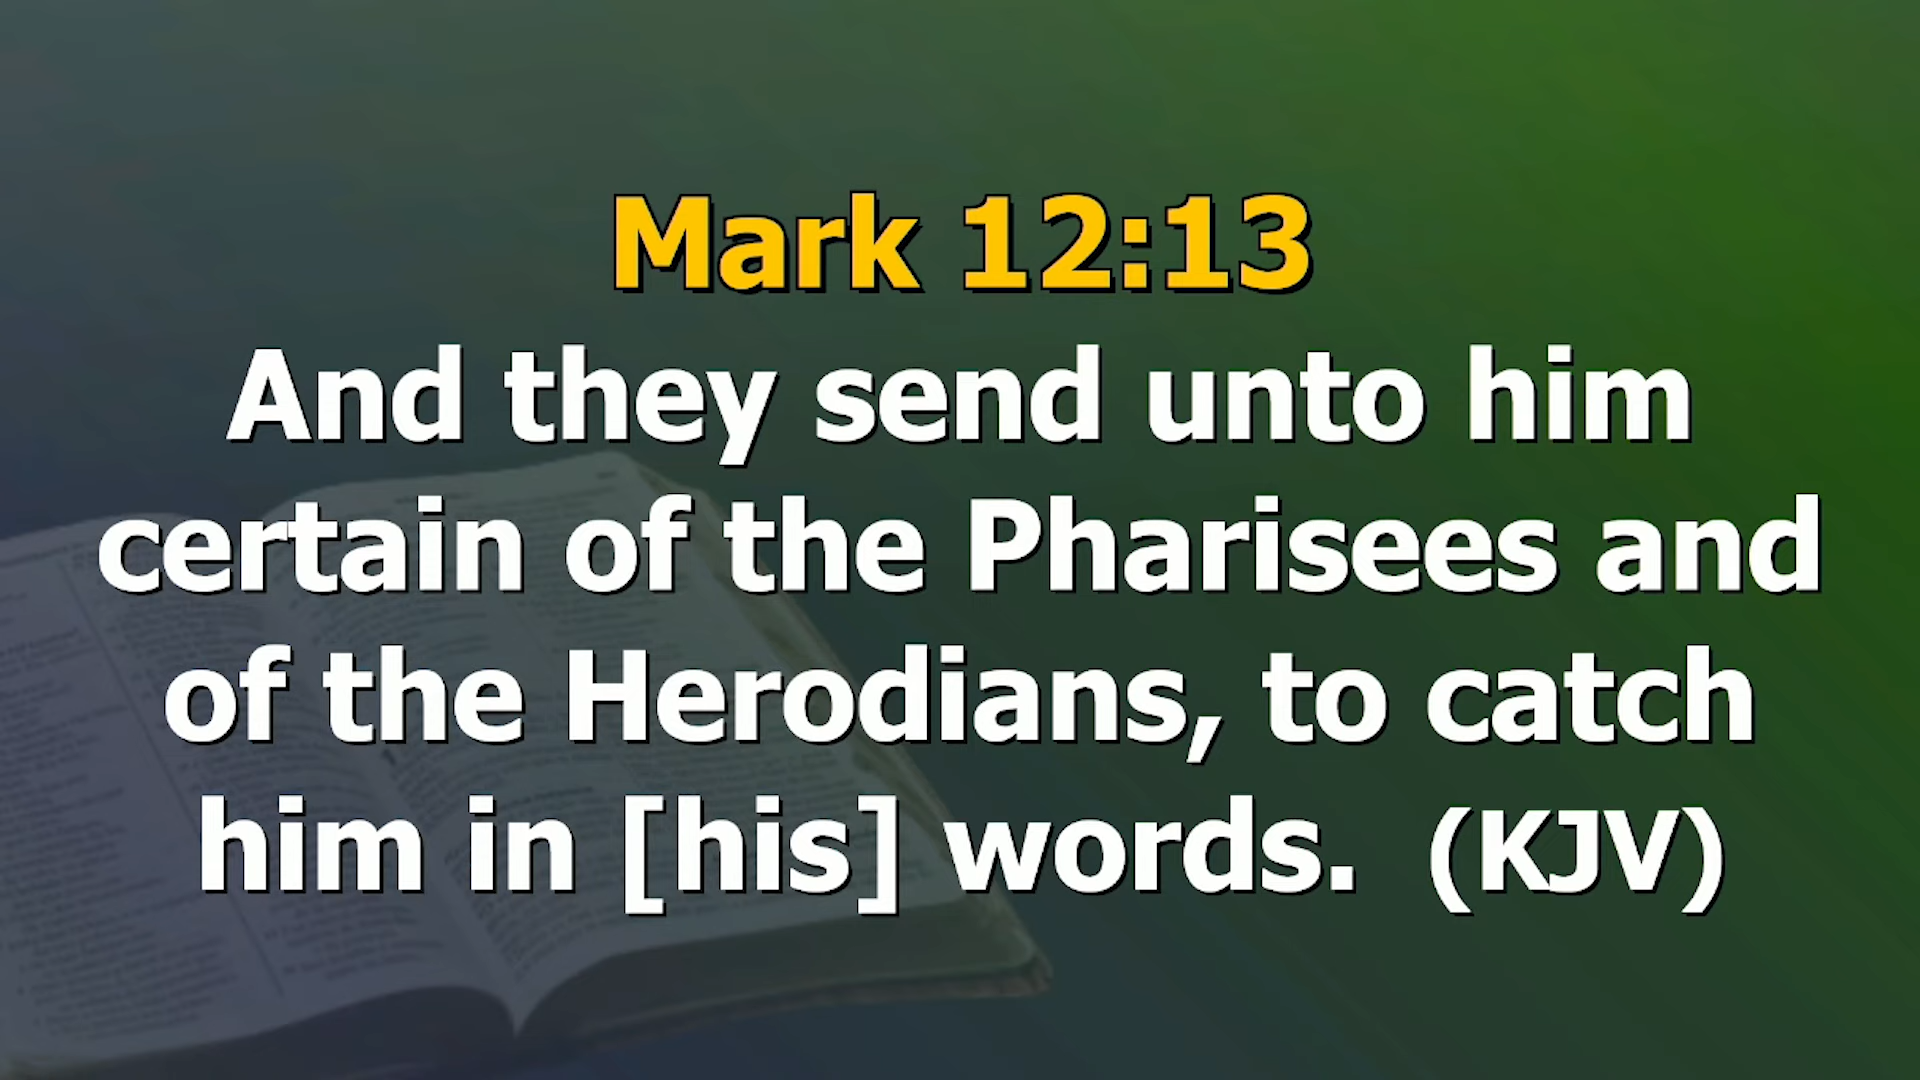 Mark 12:13
And they send unto him
certain of the Pharisees and
of the Herodians, to catch
him in [his] words.  (KJV)